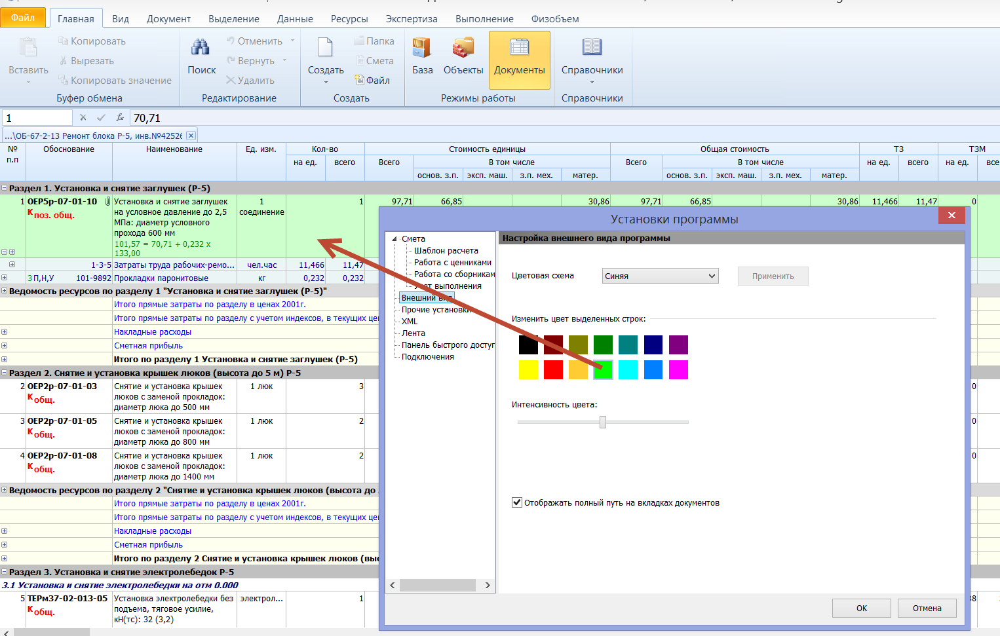 Файл Главная Вид Документ Выделение Данные Ресурсы Экспертиза Выполнение Физобъем
Вставить
Копировать
Вырезать
Копировать значение
Буфер обмена
Поиск
Отменить
Вернуть
Удалить
Редактирование
Создать
Папка
Смета
Файл
Создать
База Объекты Документы
Режимы работы
Справочники
Справочники
1 fx 70,71
...\ОБ-67-2-13 Ремонт блока Р-5, инв.№42526
№ п.п Обоснование Наименование Ед. изм. Кол-во Стоимость единицы Общая стоимость ТЗ ТЗМ
на ед. всего Всего В том числе Всего В том числе на ед. всего на ед. все
основ. з.п. эксп. маш. з.п. мех. матер. основ. з.п. эксп. маш. з.п. мех. матер.
Раздел 1. Установка и снятие заглушек (Р-5)
1 ОЕР5р-07-01-10 Установка и снятие заглушек 1 1 97,71 66,85 30,86 97,71 66,85 30,86 11,466 11,47 0
К поз. общ. на условное давление до 2,5 соединение
МПа: диаметр условного
прохода 600 мм
101,57 = 70,71 + 0,232 x
133,00
1-3-5 Затраты труда рабочих-ремо... чел.час 11,466 11,47
З П,Н,У 101-9892 Прокладки паронитовые кг 0,232 0,232
Ведомость ресурсов по разделу 1 "Установка и снятие заглушек (Р-5)"
Итого прямые затраты по разделу в ценах 2001г.
Итого прямые затраты по разделу с учетом индексов, в текущих це
Накладные расходы
Сметная прибыль
Итого по разделу 1 Установка и снятие заглушек (Р-5)
Раздел 2. Снятие и установка крышек люков (высота до 5 м) Р-5
2 ОЕР2р-07-01-03 Снятие и установка крышек 1 люк 3 0
К общ. люков с заменой прокладок:
диаметр люка до 500 мм
3 ОЕР2р-07-01-05 Снятие и установка крышек 1 люк 2 0
К общ. люков с заменой прокладок:
диаметр люка до 800 мм
4 ОЕР2р-07-01-08 Снятие и установка крышек 1 люк 2 0
К общ. люков с заменой прокладок:
диаметр люка до 1400 мм
Ведомость ресурсов по разделу 2 "Снятие и установка крышек люков (высота до
Итого прямые затраты по разделу в ценах 2001г.
Итого прямые затраты по разделу с учетом индексов, в текущих це
Накладные расходы
Сметная прибыль
Итого по разделу 2 Снятие и установка крышек люков (выс
Раздел 3. Установка и снятие электролебедок Р-5
3.1 Установка и снятие электролебедки на отм 0.000
5 ТЕРм37-02-013-05 Установка электролебедки без электрол... 1 38
К общ. подъема, тяговое усилие,
кН(тс): 32 (3,2)
Установки программы
Смета
Шаблон расчета
Работа с ценниками
Работа со сборникам
Учет выполнения
Внешний вид
Прочие установки
XML
Лента
Панель быстрого доступ
Подключения
Настройка внешнего вида программы
Цветовая схема Синяя Применить
Изменить цвет выделенных строк:
Интенсивность цвета:
Отображать полный путь на вкладках документов
ОК Отмена